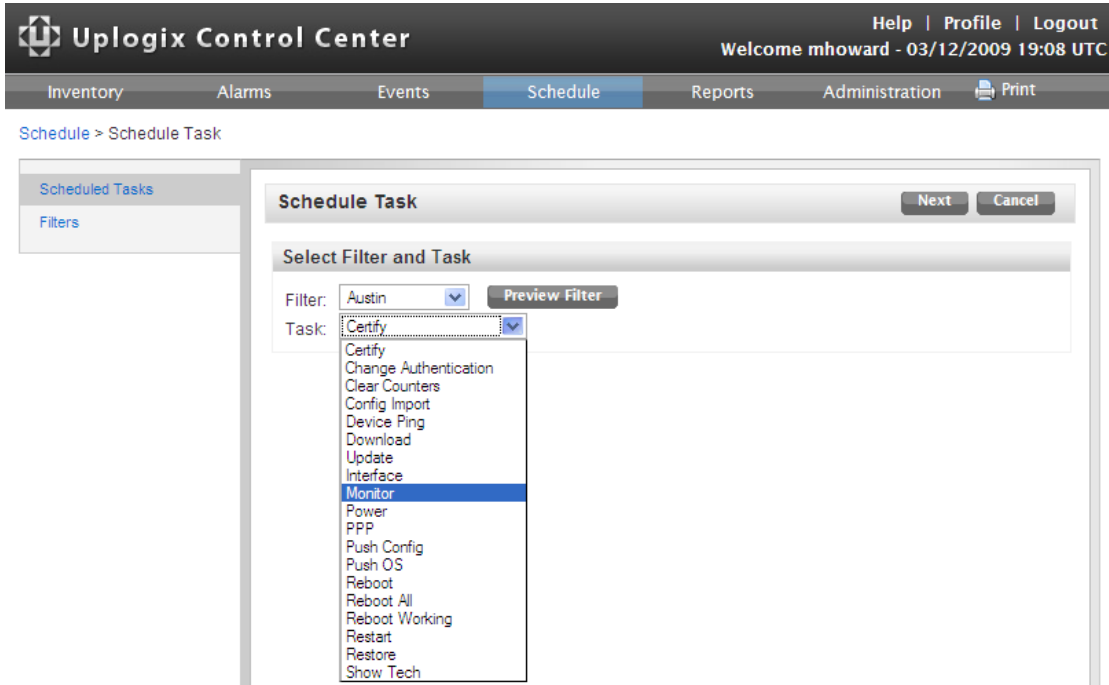 Uplogix Control Center
Help | Profile | Logout
Welcome mhoward - 03/12/2009 19:08 UTC
Inventory Alarms Events Schedule Reports Administration Print
Schedule > Schedule Task
Scheduled Tasks
Filters
Schedule Task Next Cancel
Select Filter and Task
Filter: Austin Preview Filter
Task: Certify
Certify
Change Authentication
Clear Counters
Config Import
Device Ping
Download
Update
Interface
Monitor
Power
PPP
Push Config
Push OS
Reboot
Reboot All
Reboot Working
Restart
Restore
Show Tech